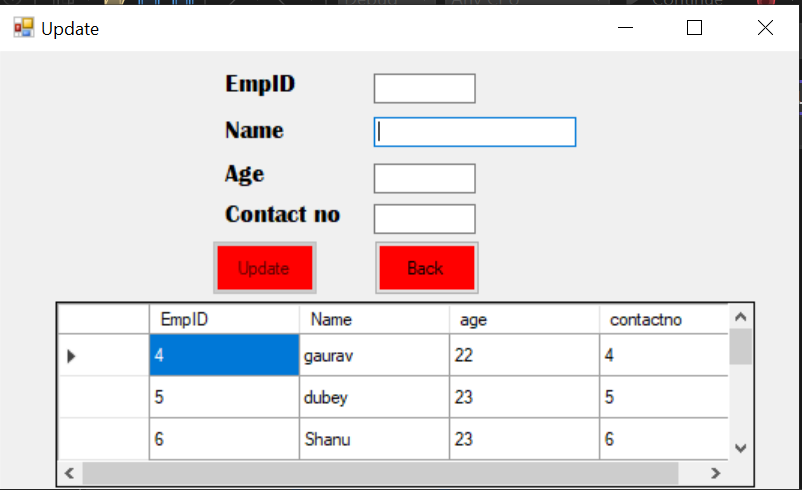 Update
EmpID
Name
Age
Contact no
Update Back
EmpID Name age contactno
4 gaurav 22 4
5 dubey 23 5
6 Shanu 23 6